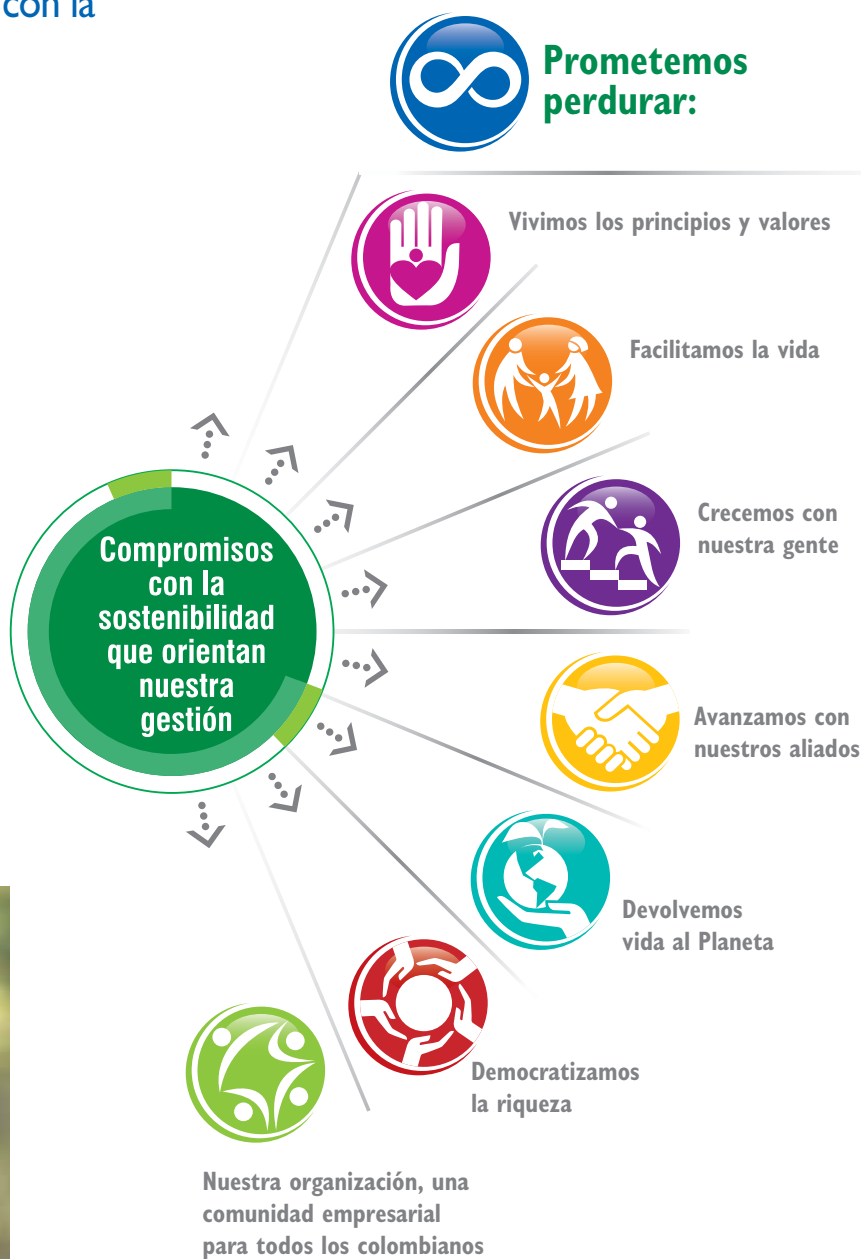 con la
Prometemos
perdurar:
Vivimos los principios y valores
Facilitamos la vida
Crecemos con
nuestra gente
Compromisos
con la
sostenibilidad
que orientan
nuestra
gestión
Avanzamos con
nuestros aliados
Devolvemos
vida al Planeta
Democratizamos
la riqueza
Nuestra organización, una
comunidad empresarial
para todos los colombianos